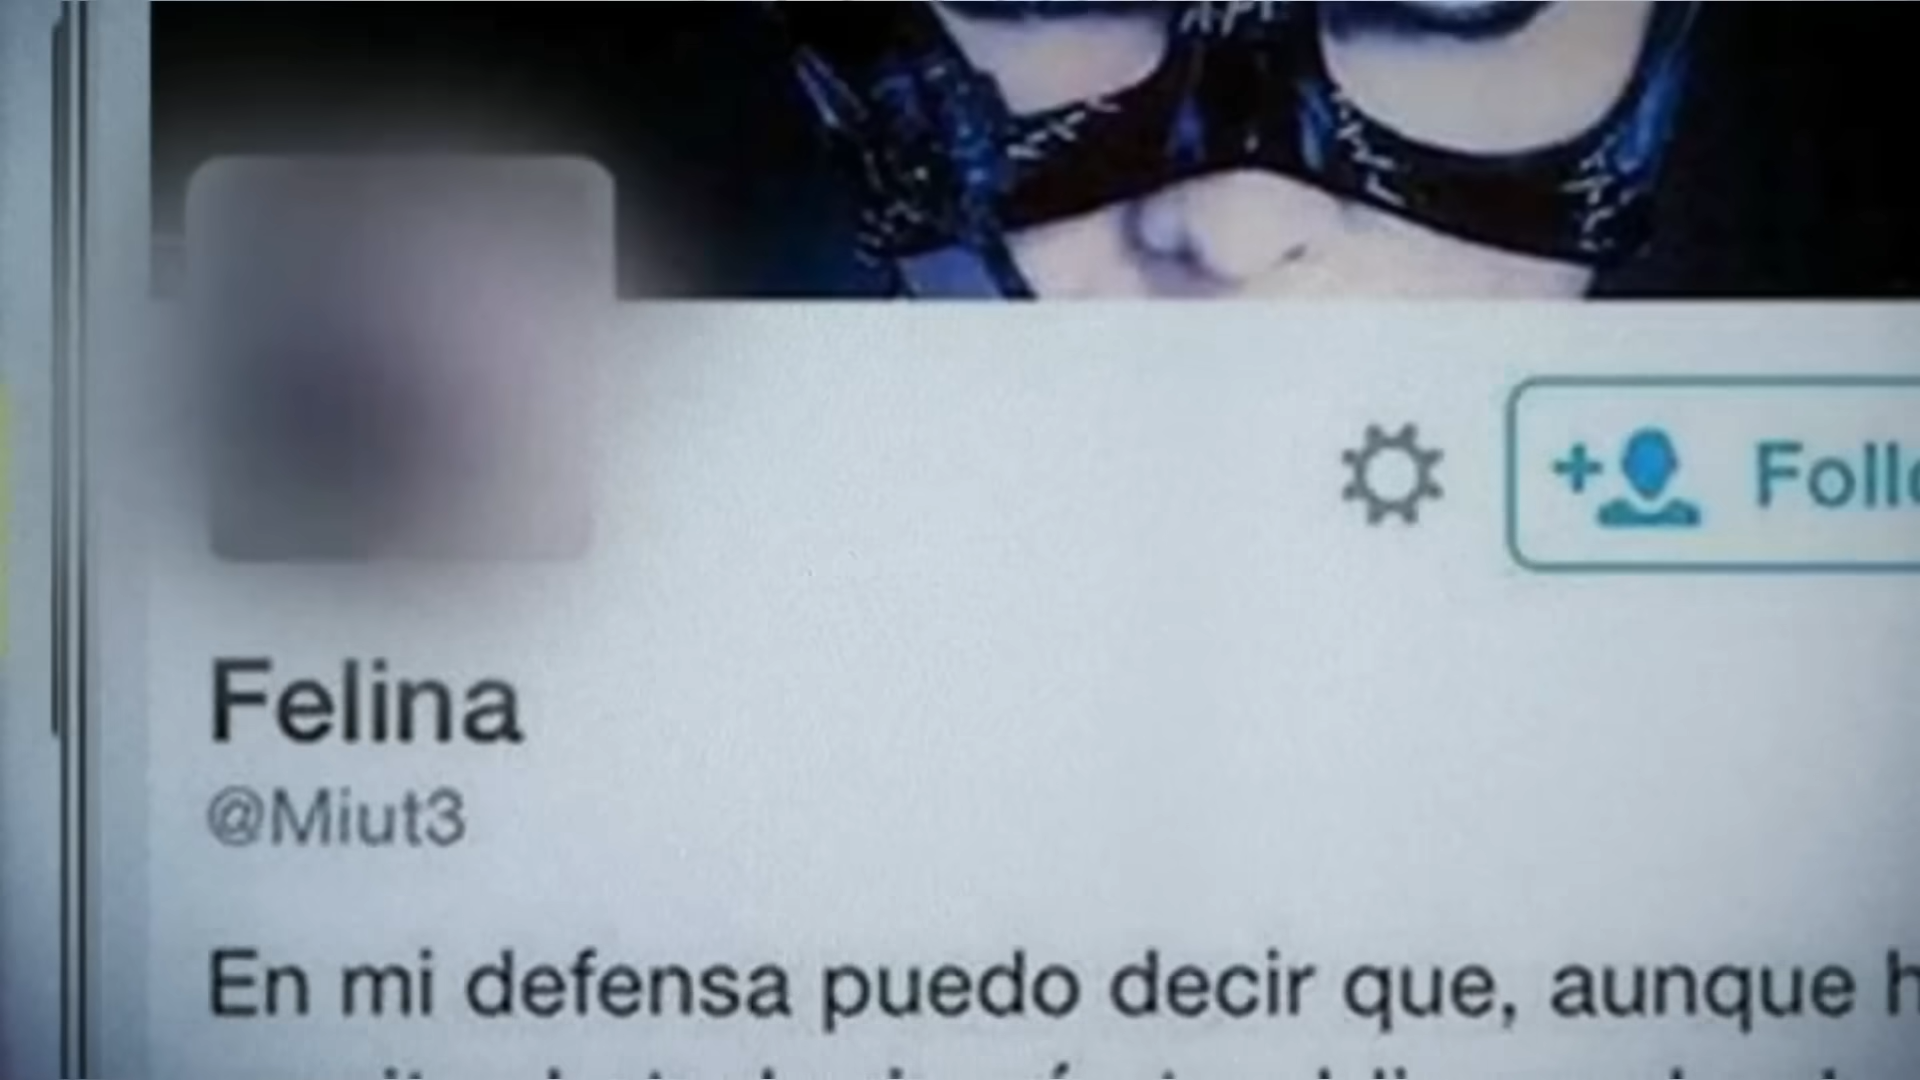 Foll
Felina
@Miut3
En mi defensa puedo decir que, aunque h